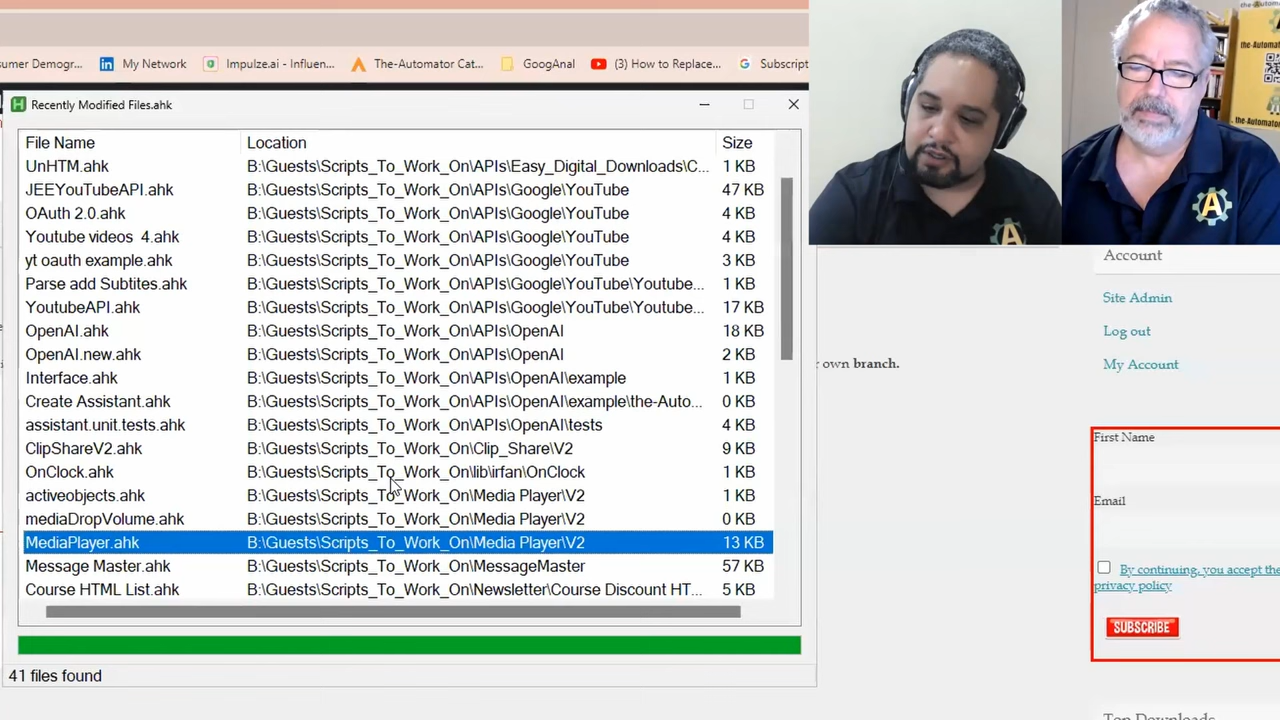 sumer Demogr...
My Network
Impulze.ai - Influen...
The-Automator Cat...
GoogAnal
(3) How to Replace...
Subscript
Recently Modified Files.ahk
File Name Location Size
UnHTM.ahk B:\Guests\Scripts_To_Work_On\APIs\Easy_Digital_Downloads\C... 1 KB
JEEYouTubeAPI.ahk B:\Guests\Scripts_To_Work_On\APIs\Google\YouTube 47 KB
OAuth 2.0.ahk B:\Guests\Scripts_To_Work_On\APIs\Google\YouTube 4 KB
Youtube videos 4.ahk B:\Guests\Scripts_To_Work_On\APIs\Google\YouTube 4 KB
yt oauth example.ahk B:\Guests\Scripts_To_Work_On\APIs\Google\YouTube 3 KB
Parse add Subtites.ahk B:\Guests\Scripts_To_Work_On\APIs\Google\YouTube\Youtube... 1 KB
YoutubeAPI.ahk B:\Guests\Scripts_To_Work_On\APIs\Google\YouTube\Youtube... 17 KB
OpenAI.ahk B:\Guests\Scripts_To_Work_On\APIs\OpenAI 18 KB
OpenAI.new.ahk B:\Guests\Scripts_To_Work_On\APIs\OpenAI 2 KB
Interface.ahk B:\Guests\Scripts_To_Work_On\APIs\OpenAI\example 1 KB
Create Assistant.ahk B:\Guests\Scripts_To_Work_On\APIs\OpenAI\example\the-Auto... 0 KB
assistant.unit.tests.ahk B:\Guests\Scripts_To_Work_On\APIs\OpenAI\tests 4 KB
ClipShareV2.ahk B:\Guests\Scripts_To_Work_On\Clip_Share\V2 9 KB
OnClock.ahk B:\Guests\Scripts_To_Work_On\lib\irfan\OnClock 1 KB
activeobjects.ahk B:\Guests\Scripts_To_Work_On\Media Player\V2 1 KB
mediaDropVolume.ahk B:\Guests\Scripts_To_Work_On\Media Player\V2 0 KB
MediaPlayer.ahk B:\Guests\Scripts_To_Work_On\Media Player\V2 13 KB
Message Master.ahk B:\Guests\Scripts_To_Work_On\MessageMaster 57 KB
Course HTML List.ahk B:\Guests\Scripts_To_Work_On\Newsletter\Course Discount HT... 5 KB
41 files found
r own branch.
Account
Site Admin
Log out
My Account
First Name
Email
By continuing, you accept the
privacy policy
SUBSCRIBE
Top Downloads